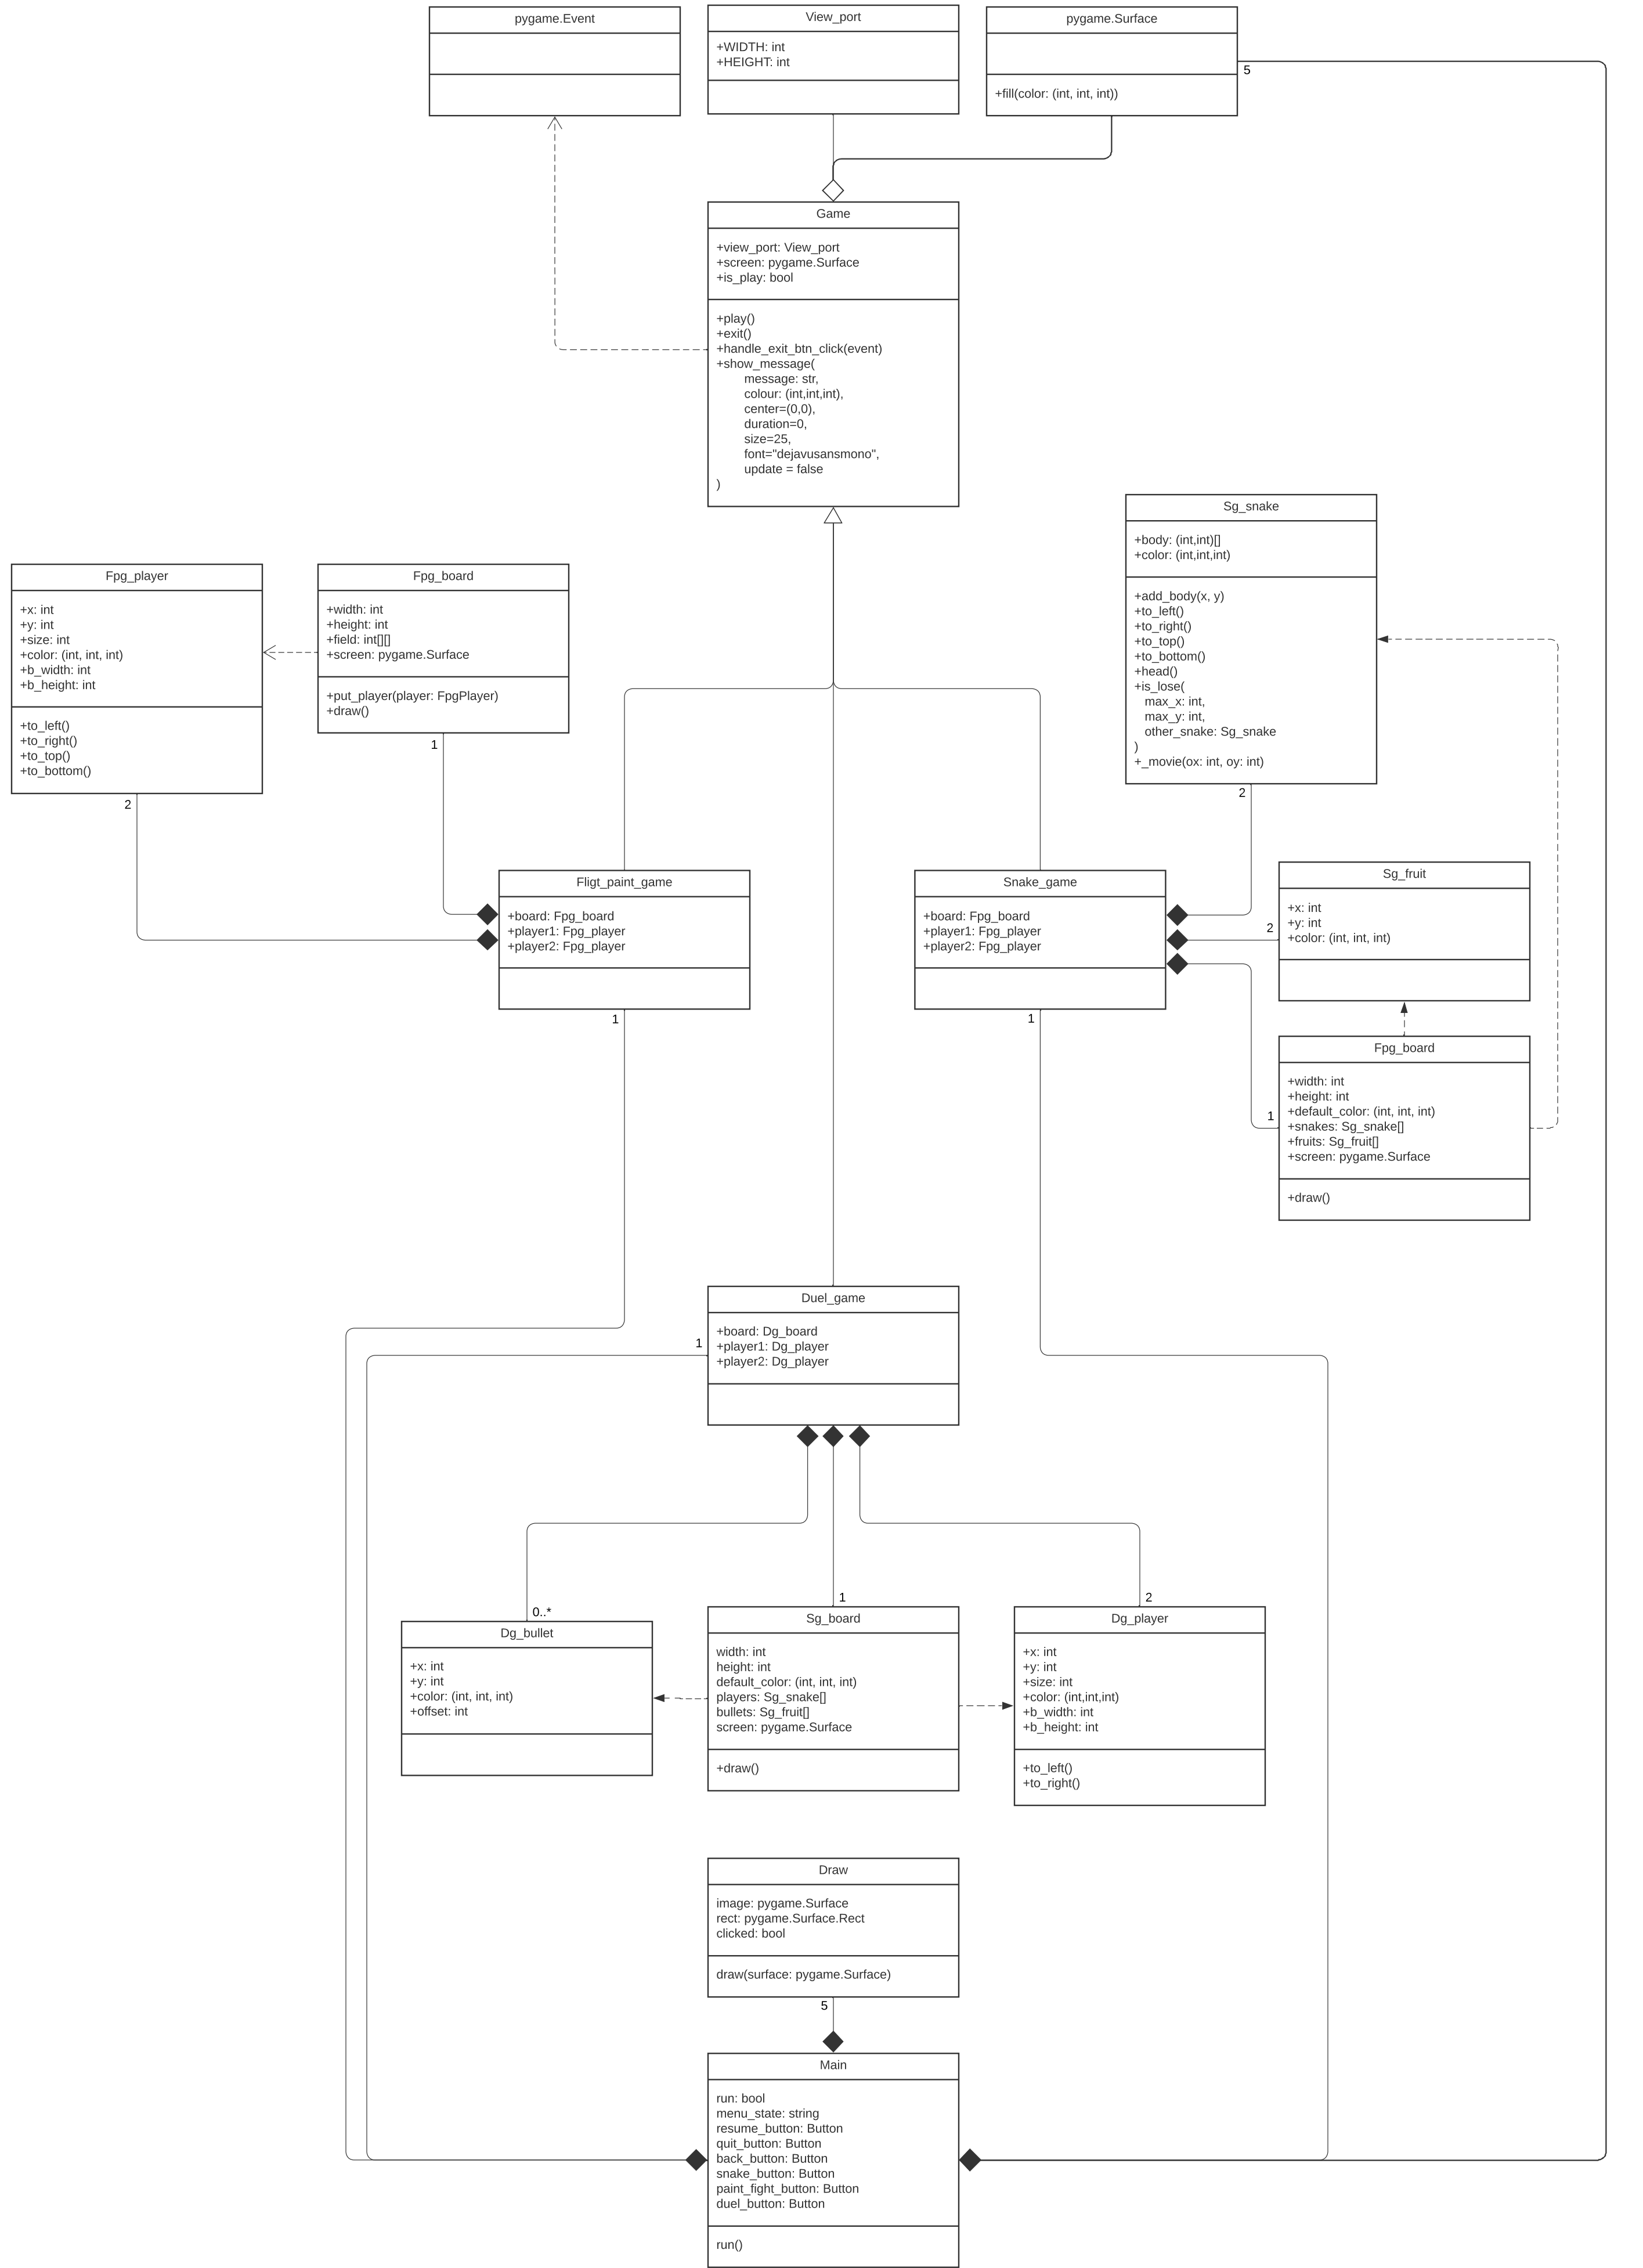 pygame.Event
View_port
+WIDTH: int
+HEIGHT: int
pygame.Surface
+fill(color: (int, int, int))
5
Game
+view_port: View_port
+screen: pygame.Surface
+is_play: bool
+play()
+exit()
+handle_exit_btn_click(event)
+show_message(
message: str,
colour: (int,int,int),
center=(0,0),
duration=0,
size=25,
font="dejavusansmono",
update = false
)
Fpg_player
+x: int
+y: int
+size: int
+color: (int, int, int)
+b_width: int
+b_height: int
+to_left()
+to_right()
+to_top()
+to_bottom()
2
Fpg_board
+width: int
+height: int
+field: int[][]
+screen: pygame.Surface
+put_player(player: FpgPlayer)
+draw()
1
Sg_snake
+body: (int,int)[]
+color: (int,int,int)
+add_body(x, y)
+to_left()
+to_right()
+to_top()
+to_bottom()
+head()
+is_lose(
max_x: int,
max_y: int,
other_snake: Sg_snake
)
+_movie(ox: int, oy: int)
2
Fligt_paint_game
+board: Fpg_board
+player1: Fpg_player
+player2: Fpg_player
1
Snake_game
+board: Fpg_board
+player1: Fpg_player
+player2: Fpg_player
1
Sg_fruit
+x: int
+y: int
+color: (int, int, int)
2
Fpg_board
+width: int
+height: int
+default_color: (int, int, int)
+snakes: Sg_snake[]
+fruits: Sg_fruit[]
+screen: pygame.Surface
+draw()
1
Duel_game
+board: Dg_board
+player1: Dg_player
+player2: Dg_player
1
0..*
Dg_bullet
+x: int
+y: int
+color: (int, int, int)
+offset: int
1
Sg_board
width: int
height: int
default_color: (int, int, int)
players: Sg_snake[]
bullets: Sg_fruit[]
screen: pygame.Surface
+draw()
2
Dg_player
+x: int
+y: int
+size: int
+color: (int,int,int)
+b_width: int
+b_height: int
+to_left()
+to_right()
Draw
image: pygame.Surface
rect: pygame.Surface.Rect
clicked: bool
draw(surface: pygame.Surface)
5
Main
run: bool
menu_state: string
resume_button: Button
quit_button: Button
back_button: Button
snake_button: Button
paint_fight_button: Button
duel_button: Button
run()